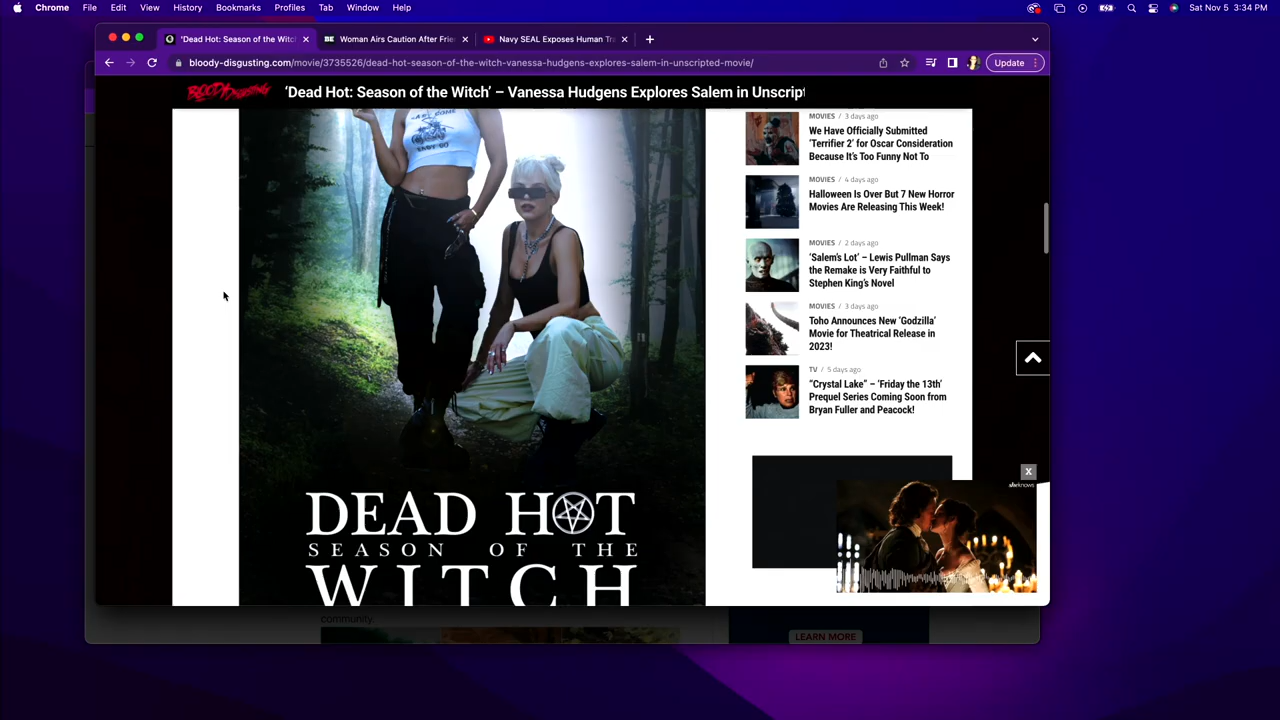 Chrome File Edit View History Bookmarks Profiles Tab Window Help Sat Nov 5 3:34 PM
'Dead Hot: Season of the Witch Woman Airs Caution After Frie Navy SEAL Exposes Human Tr
bloody-disgusting.com/movie/3735526/dead-hot-season-of-the-witch-vanessa-hudgens-explores-salem-in-unscripted-movie/ Update
BLOODY DISGUSTING 'Dead Hot: Season of the Witch' – Vanessa Hudgens Explores Salem in Unscript
MOVIES / 3 days ago
We Have Officially Submitted
'Terrifier 2' for Oscar Consideration
Because It's Too Funny Not To
MOVIES / 4 days ago
Halloween Is Over But 7 New Horror
Movies Are Releasing This Week!
MOVIES / 2 days ago
'Salem's Lot' – Lewis Pullman Says
the Remake is Very Faithful to
Stephen King's Novel
MOVIES / 3 days ago
Toho Announces New 'Godzilla'
Movie for Theatrical Release in
2023!
TV / 5 days ago
"Crystal Lake" – 'Friday the 13th'
Prequel Series Coming Soon from
Bryan Fuller and Peacock!
X
sheknows
DEAD HOT
SEASON OF THE
WITCH
community.
LEARN MORE